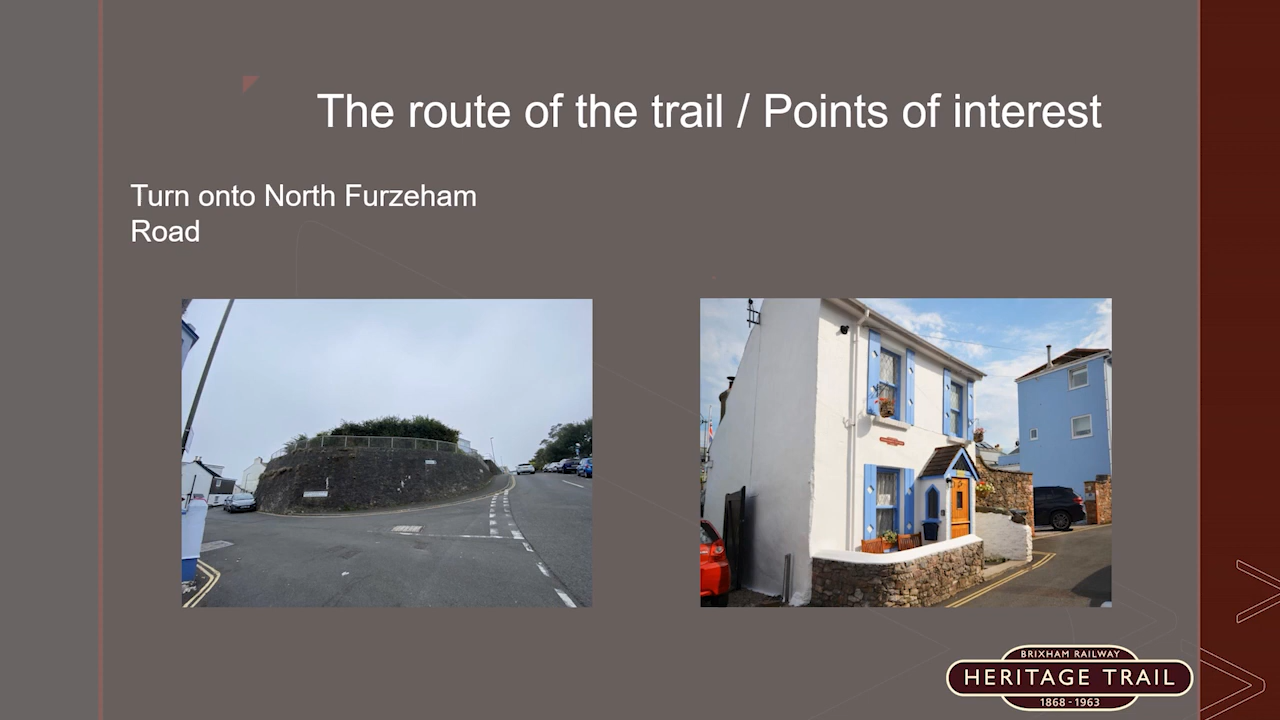 The route of the trail / Points of interest
Turn onto North Furzeham
Road
BRIXHAM RAILWAY
HERITAGE TRAIL
1868 - 1963